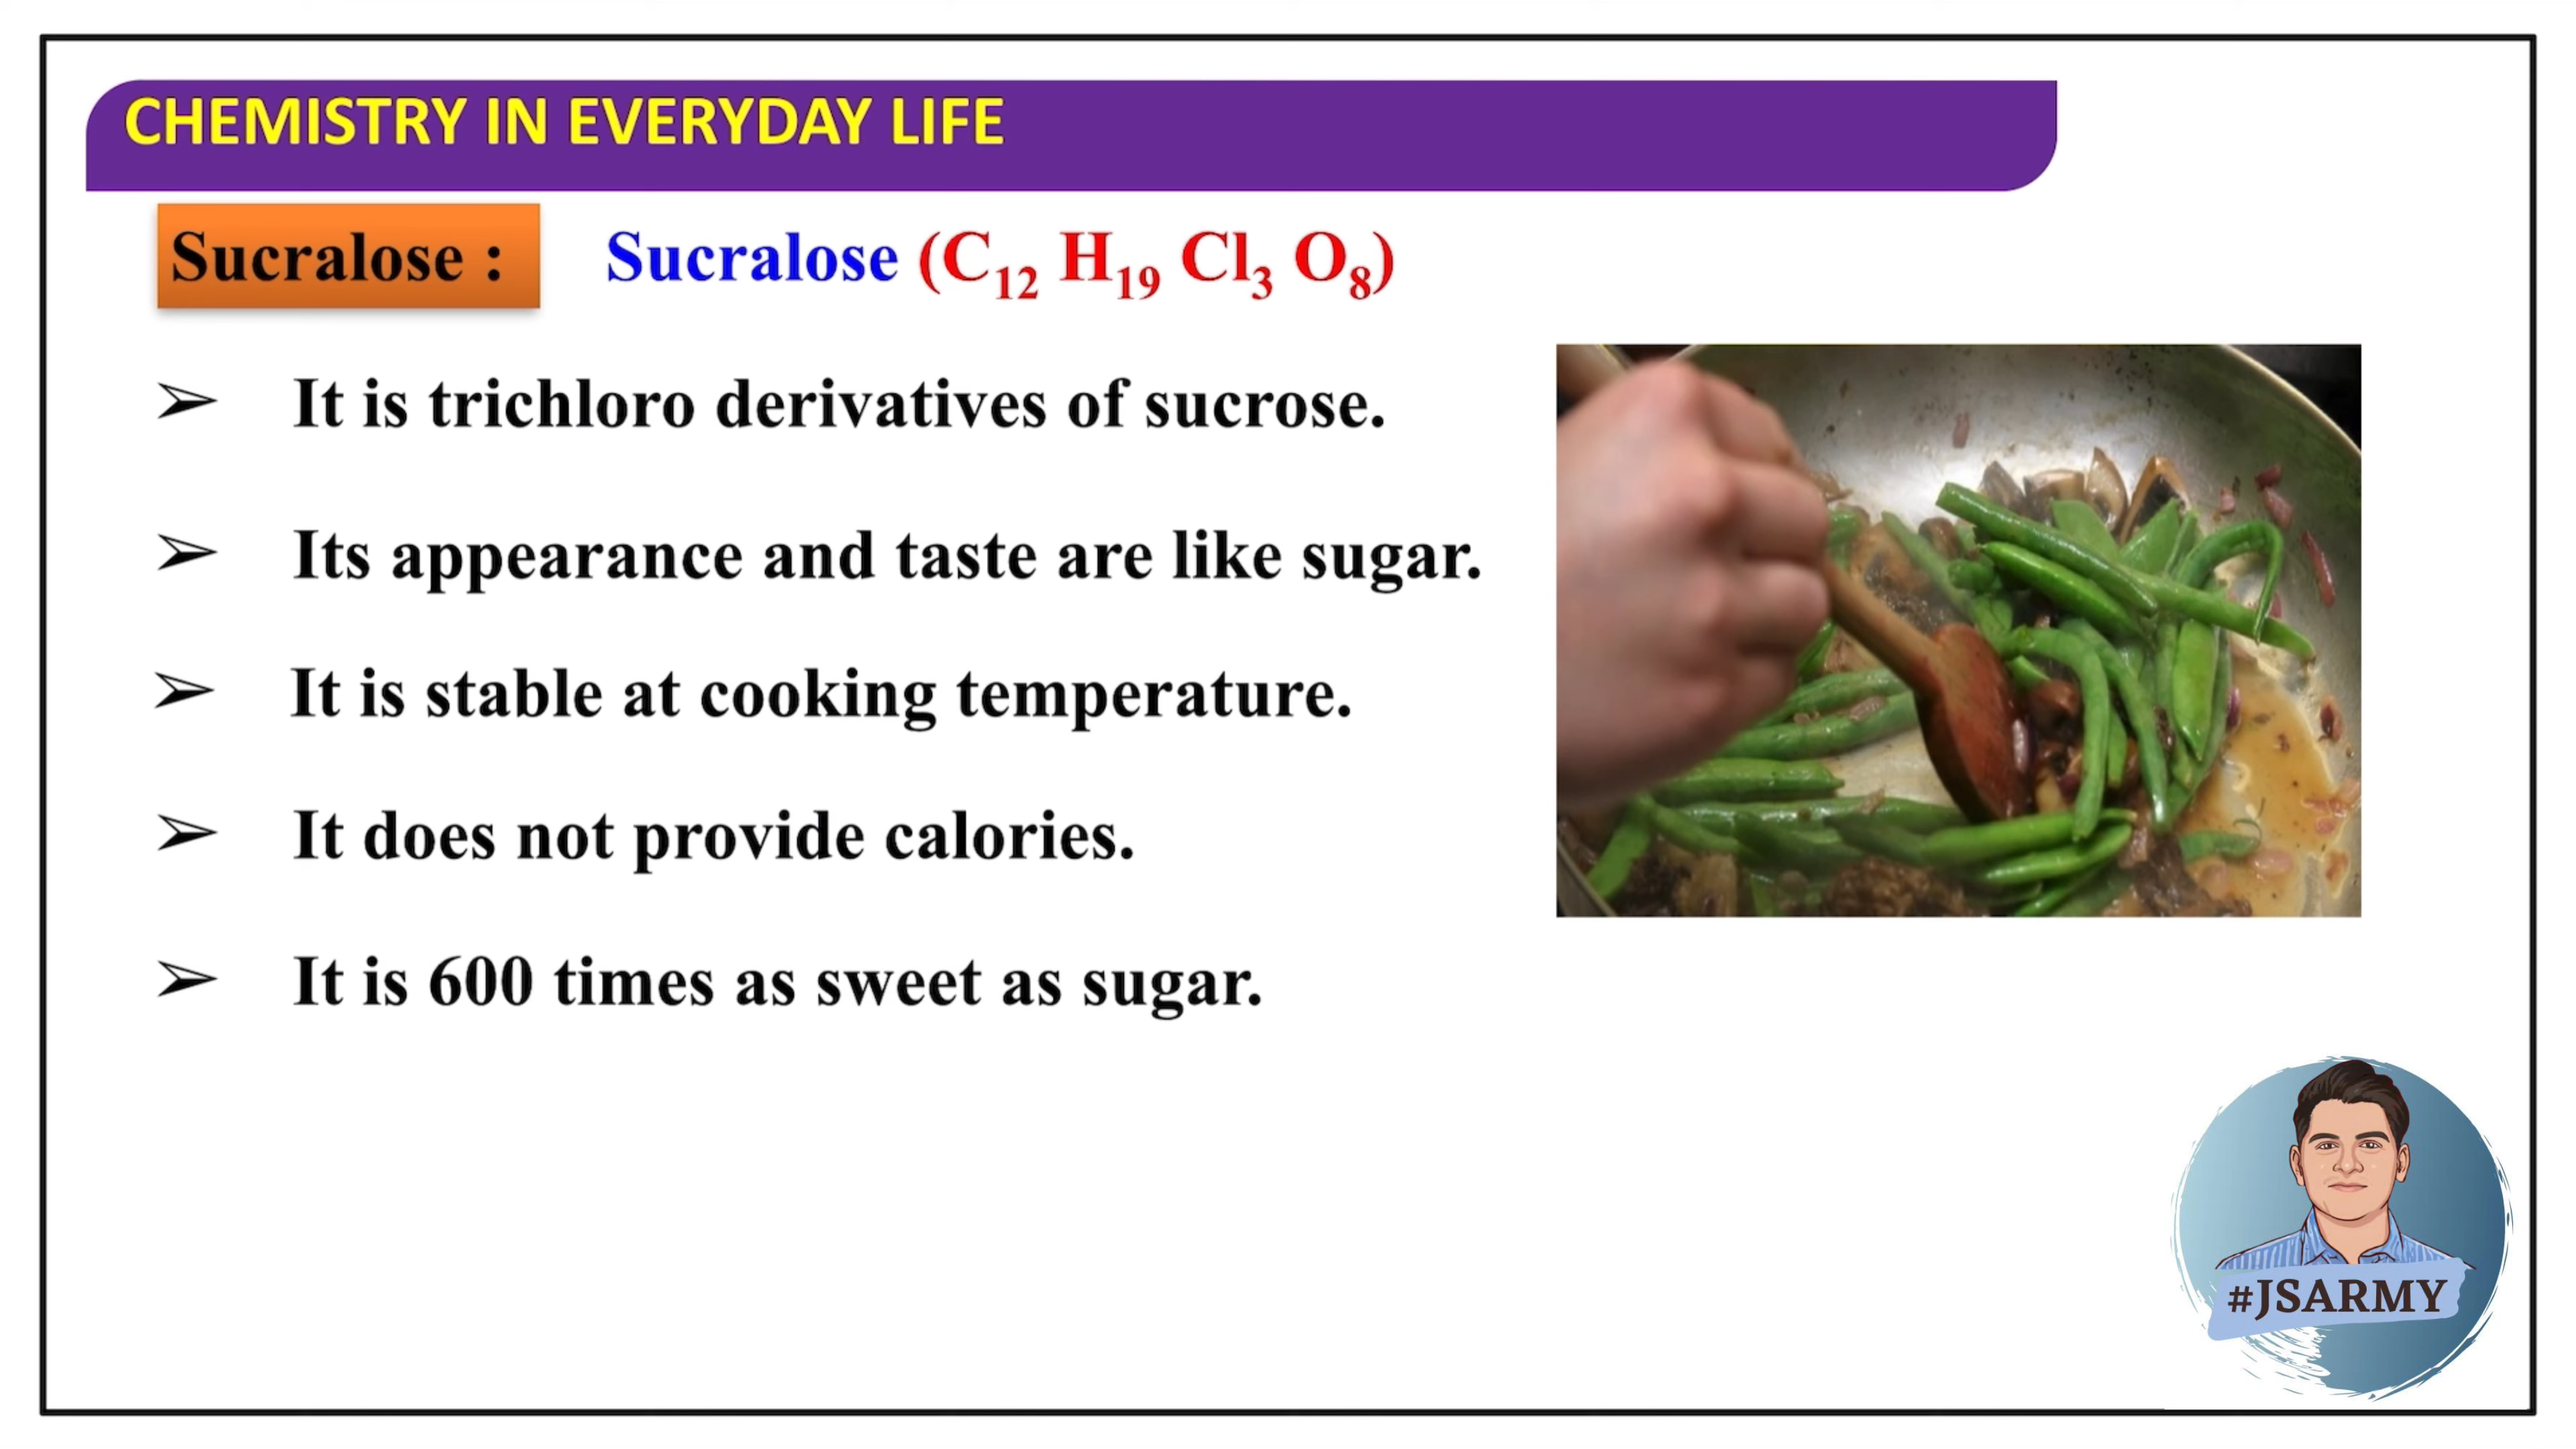 CHEMISTRY IN EVERYDAY LIFE
Sucralose : Sucralose (C₁₂ H₁₉ Cl₃ O₈)
➢ It is trichloro derivatives of sucrose.
➢ Its appearance and taste are like sugar.
➢ It is stable at cooking temperature.
➢ It does not provide calories.
➢ It is 600 times as sweet as sugar.
#JSARMY